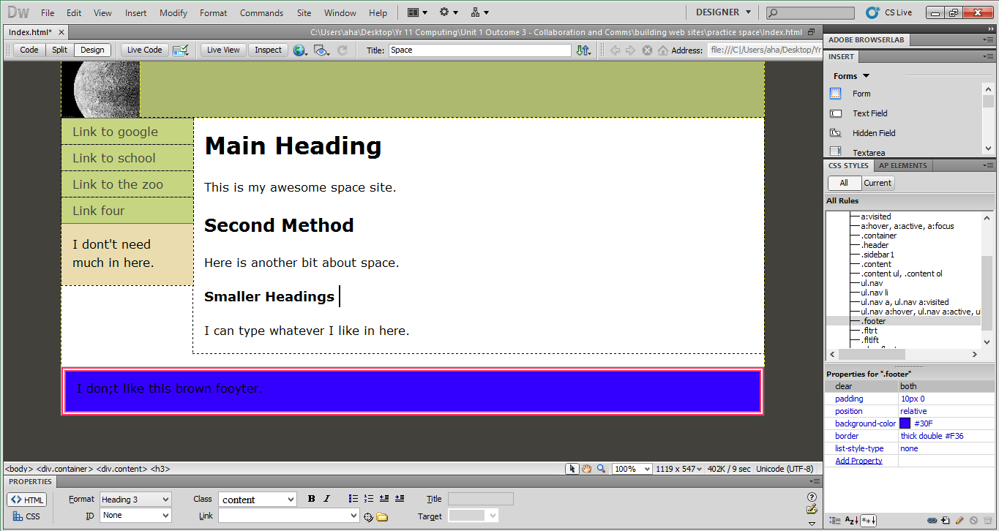 Dw File Edit View Insert Modify Format Commands Site Window Help DESIGNER CS Live
Index.html* C:\Users\aha\Desktop\Yr 11 Computing\Unit 1 Outcome 3 - Collaboration and Comms\building web sites\practice space\Index.html
Code Split Design Live Code Live View Inspect Title: Space Address: file:///C|/Users/aha/Desktop/Yr
ADOBE BROWSERLAB
INSERT
Forms
Form
Text Field
Hidden Field
Textarea
Link to google
Link to school
Link to the zoo
Link four
I dont't need
much in here.
Main Heading
This is my awesome space site.
Second Method
Here is another bit about space.
Smaller Headings
I can type whatever I like in here.
I don;t like this brown fooyter.
CSS STYLES AP ELEMENTS
All Current
All Rules
a:visited
a:hover, a:active, a:focus
.container
.header
.sidebar1
.content
.content ul, .content ol
ul.nav
ul.nav li
ul.nav a, ul.nav a:visited
ul.nav a:hover, ul.nav a:active, u
.footer
.fltrt
.fltlft
Properties for ".footer"
clear both
padding 10px 0
position relative
background-color #30F
border thick double #F36
list-style-type none
Add Property
<body> <div.container> <div.content> <h3> 100% 1119 x 547 402K / 9 sec Unicode (UTF-8)
PROPERTIES
<> HTML Format Heading 3 Class content B I Title
CSS ID None Link Target